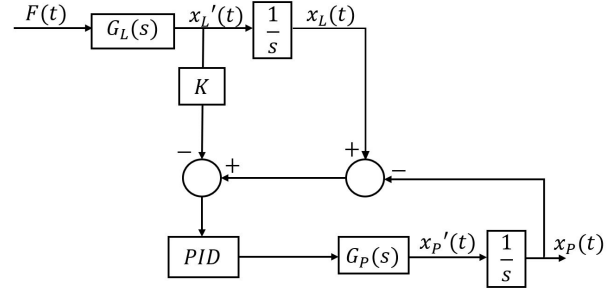 F(t) G_L(s) x_L'(t) 1/s x_L(t)
K
− +
+ −
PID G_P(s) x_P'(t) 1/s x_P(t)